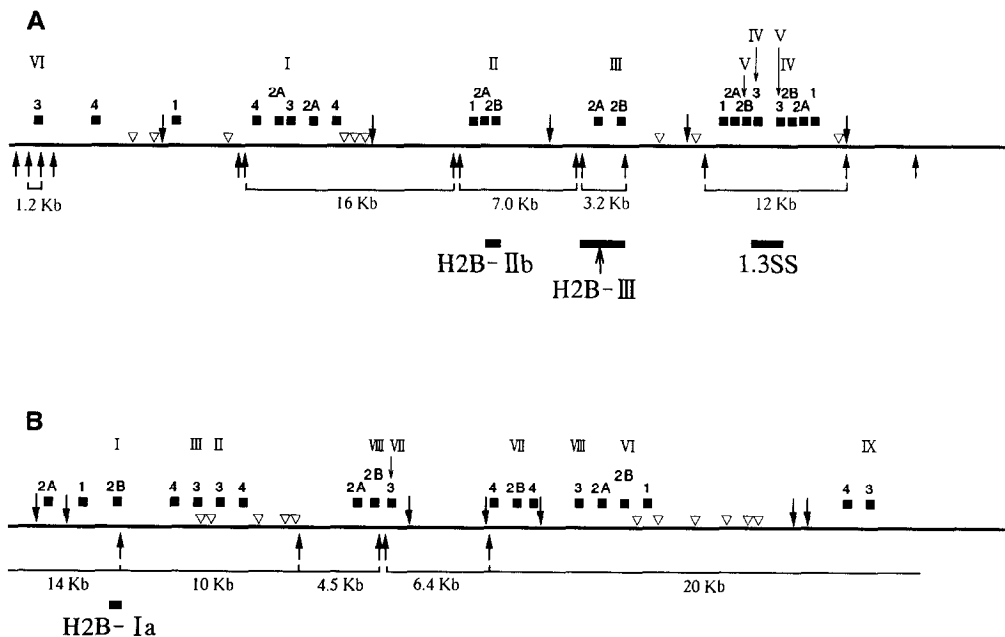 A
IV V
VI I II III V IV
2A 2A 2A 3 2B
3 4 1 4 3 2A 4 1 2B 2A 2B 1 2B 3 2A 1
1.2 Kb 16 Kb 7.0 Kb 3.2 Kb 12 Kb
H2B-IIb H2B-III 1.3SS
B
I III II VIII VII VII VIII VI IX
2A 2B 2B 2B
1 4 3 3 4 2A 3 4 2B 4 3 2A 1 4 3
14 Kb 10 Kb 4.5 Kb 6.4 Kb 20 Kb
H2B-Ia